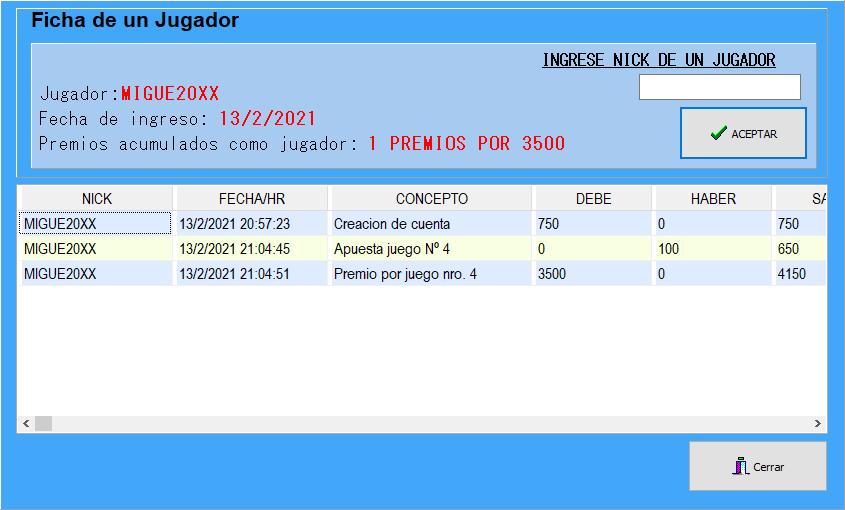 Ficha de un Jugador
INGRESE NICK DE UN JUGADOR
Jugador:MIGUE20XX
Fecha de ingreso: 13/2/2021
Premios acumulados como jugador: 1 PREMIOS POR 3500
ACEPTAR
NICK FECHA/HR CONCEPTO DEBE HABER SA
MIGUE20XX 13/2/2021 20:57:23 Creacion de cuenta 750 0 750
MIGUE20XX 13/2/2021 21:04:45 Apuesta juego Nº 4 0 100 650
MIGUE20XX 13/2/2021 21:04:51 Premio por juego nro. 4 3500 0 4150
Cerrar